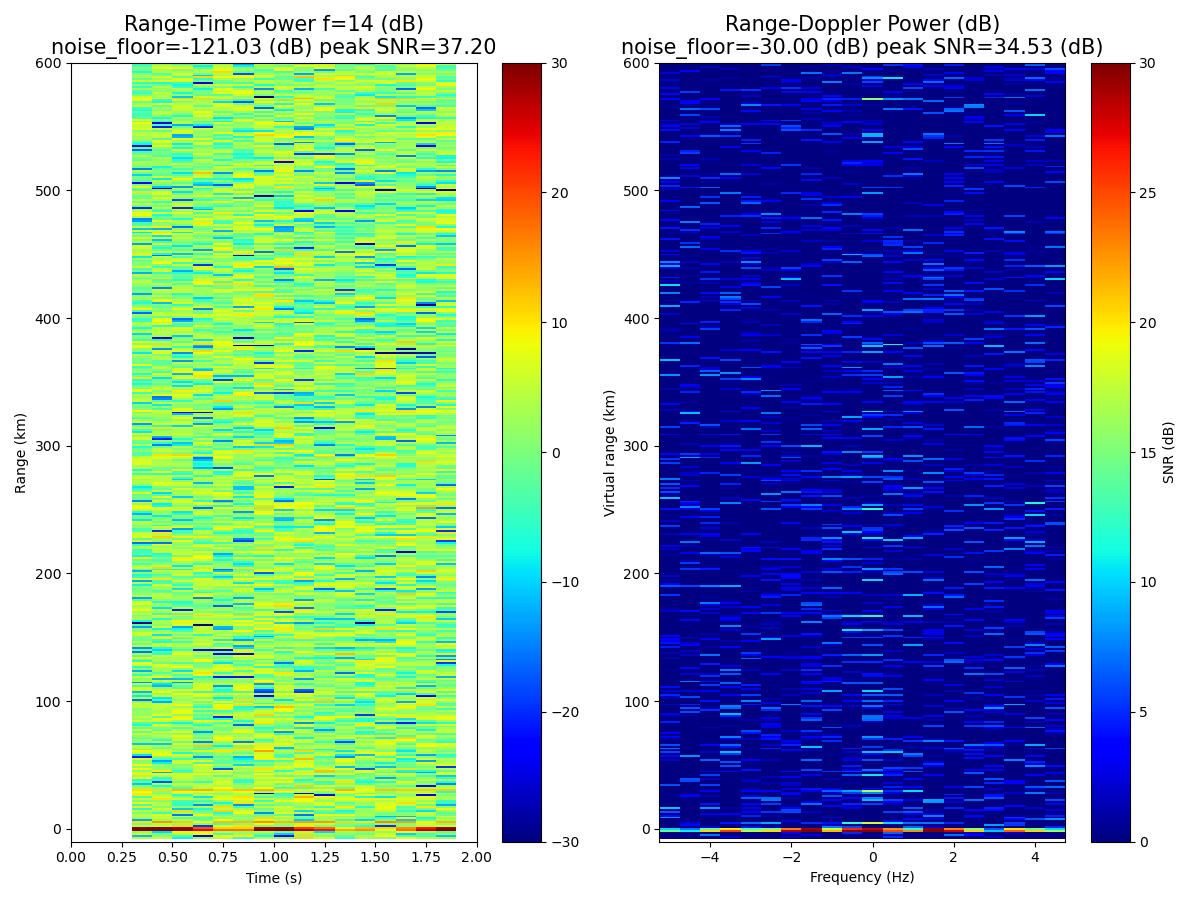 Range-Time Power f=14 (dB)
noise_floor=-121.03 (dB) peak SNR=37.20
Range-Doppler Power (dB)
noise_floor=-30.00 (dB) peak SNR=34.53 (dB)
600
500
400
300
200
100
0
Range (km)
0.00 0.25 0.50 0.75 1.00 1.25 1.50 1.75 2.00
Time (s)
30
20
10
0
−10
−20
−30
600
500
400
300
200
100
0
Virtual range (km)
−4 −2 0 2 4
Frequency (Hz)
30
25
20
15
10
5
0
SNR (dB)